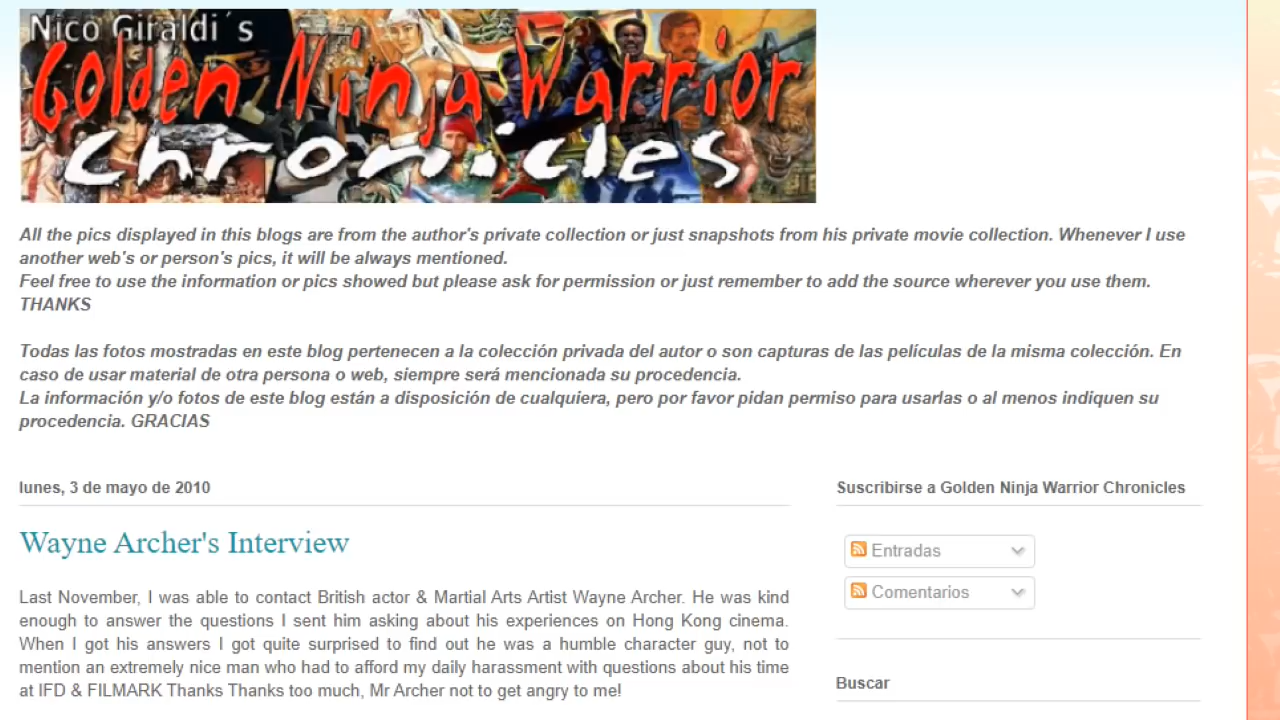 Nico Giraldi´s
Golden Ninja Warrior
Chronicles
All the pics displayed in this blogs are from the author's private collection or just snapshots from his private movie collection. Whenever I use
another web's or person's pics, it will be always mentioned.
Feel free to use the information or pics showed but please ask for permission or just remember to add the source wherever you use them.
THANKS
Todas las fotos mostradas en este blog pertenecen a la colección privada del autor o son capturas de las películas de la misma colección. En
caso de usar material de otra persona o web, siempre será mencionada su procedencia.
La información y/o fotos de este blog están a disposición de cualquiera, pero por favor pidan permiso para usarlas o al menos indiquen su
procedencia. GRACIAS
lunes, 3 de mayo de 2010
Wayne Archer's Interview
Last November, I was able to contact British actor & Martial Arts Artist Wayne Archer. He was kind
enough to answer the questions I sent him asking about his experiences on Hong Kong cinema.
When I got his answers I got quite surprised to find out he was a humble character guy, not to
mention an extremely nice man who had to afford my daily harassment with questions about his time
at IFD & FILMARK Thanks Thanks too much, Mr Archer not to get angry to me!
Suscribirse a Golden Ninja Warrior Chronicles
Entradas
Comentarios
Buscar